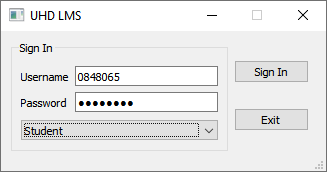 UHD LMS
Sign In
Username 0848065
Sign In
Password ●●●●●●●●
Student
Exit